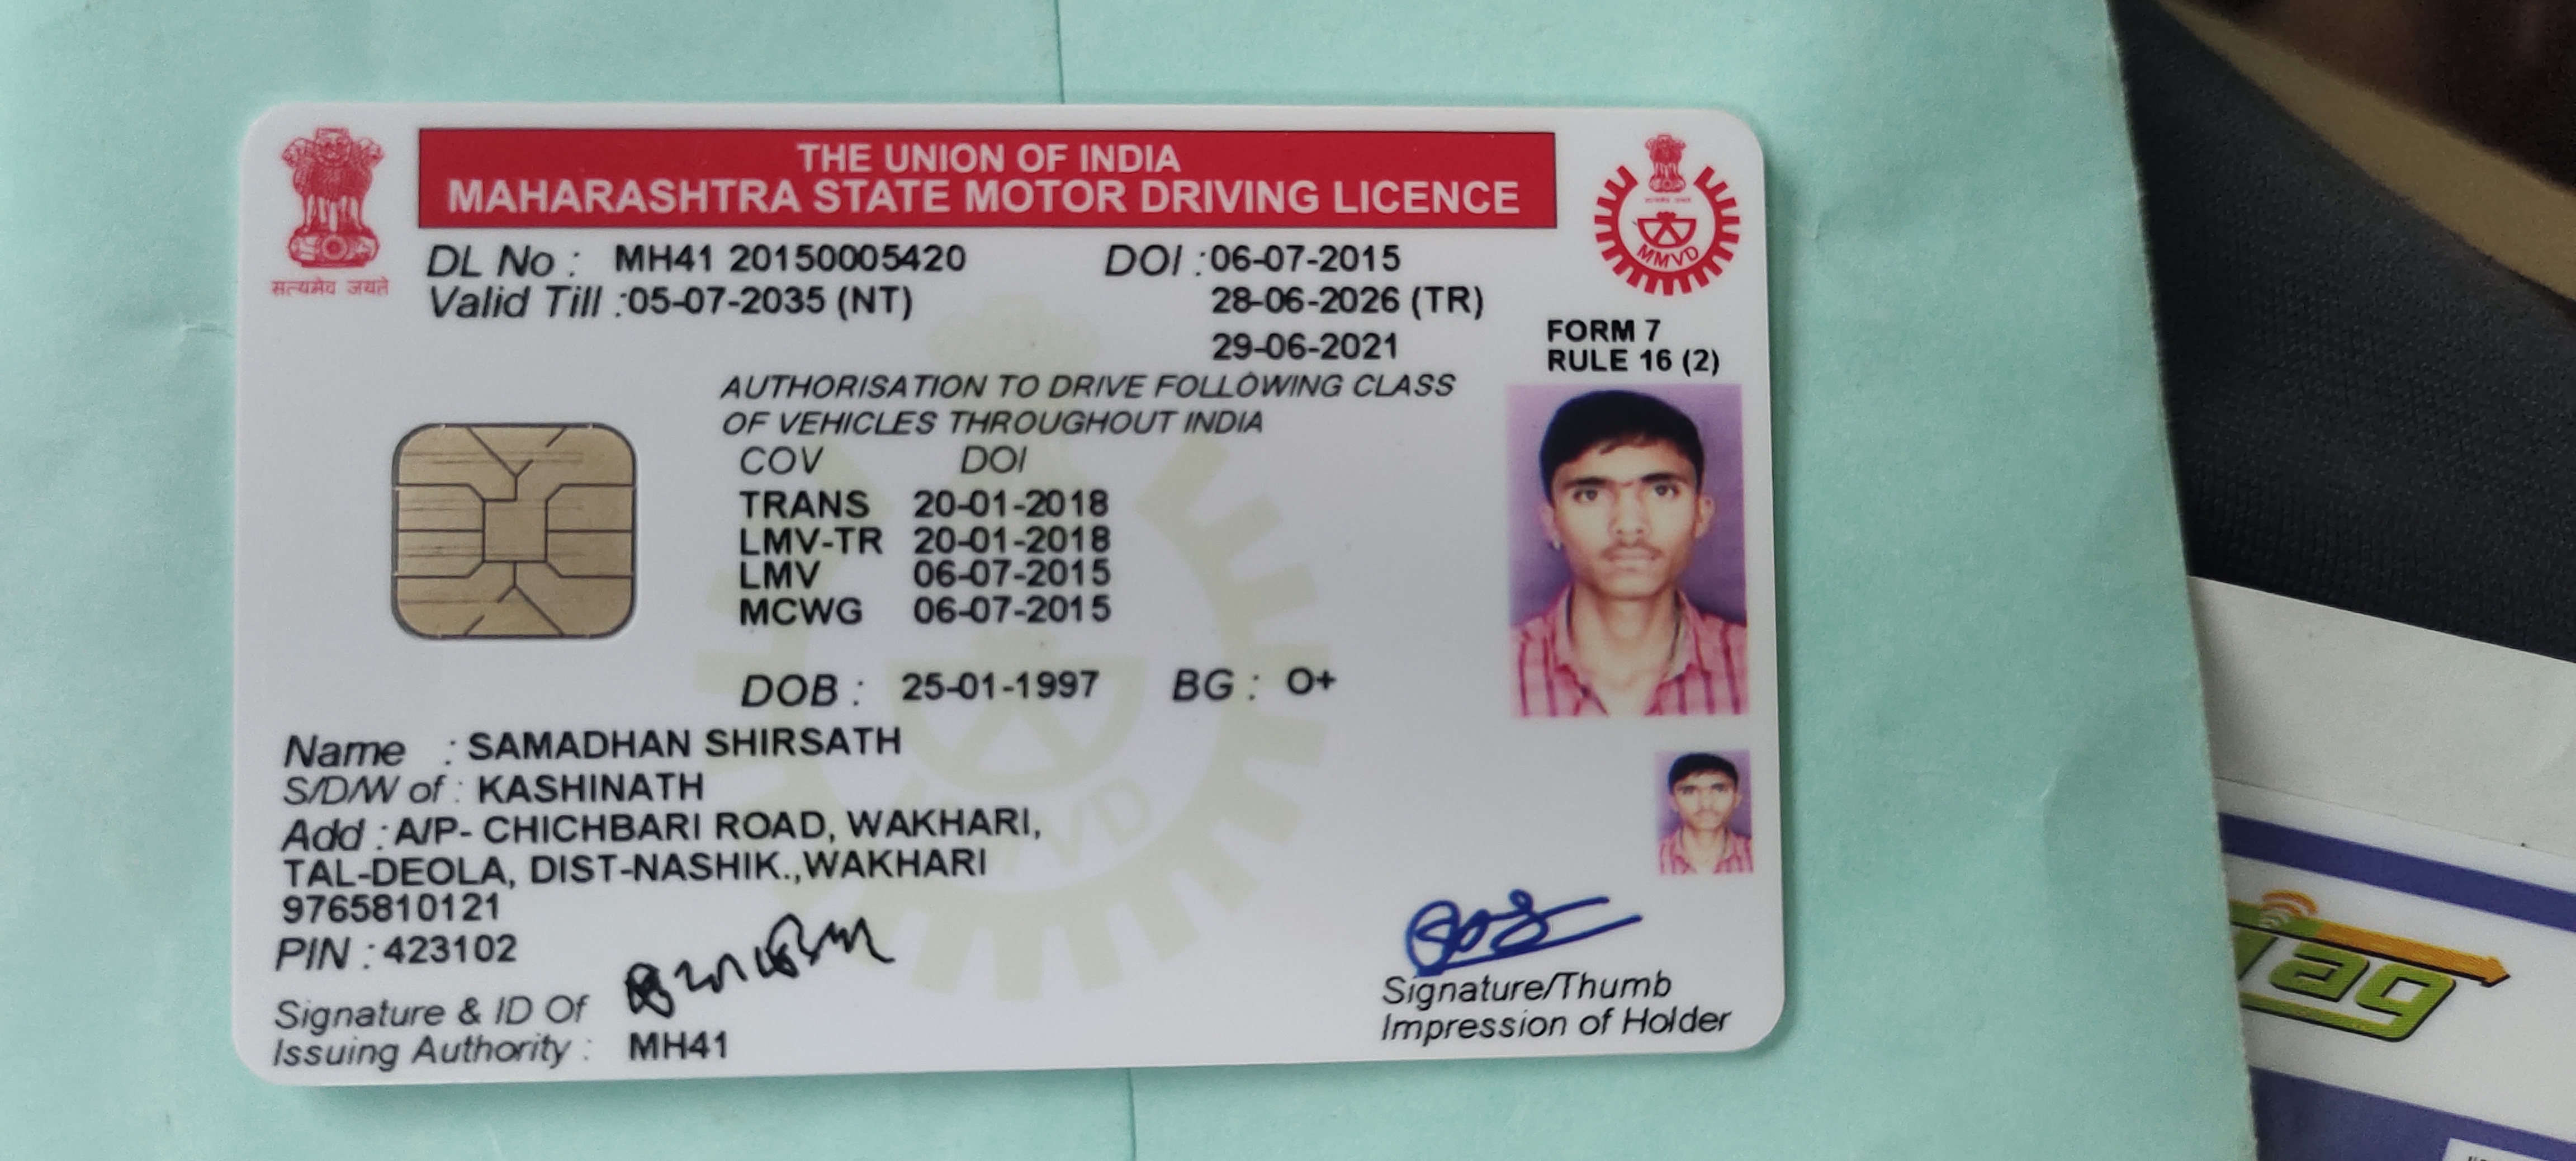 THE UNION OF INDIA
MAHARASHTRA STATE MOTOR DRIVING LICENCE
सत्यमेव जयते
MMVD
DL No : MH41 20150005420 DOI : 06-07-2015
Valid Till : 05-07-2035 (NT) 28-06-2026 (TR)
29-06-2021
FORM 7
RULE 16 (2)
AUTHORISATION TO DRIVE FOLLOWING CLASS
OF VEHICLES THROUGHOUT INDIA
COV DOI
TRANS 20-01-2018
LMV-TR 20-01-2018
LMV 06-07-2015
MCWG 06-07-2015
DOB : 25-01-1997 BG : O+
Name : SAMADHAN SHIRSATH
S/D/W of : KASHINATH
Add : A/P- CHICHBARI ROAD, WAKHARI,
TAL-DEOLA, DIST-NASHIK.,WAKHARI
9765810121
PIN : 423102
Signature & ID Of
Issuing Authority : MH41
Signature/Thumb
Impression of Holder